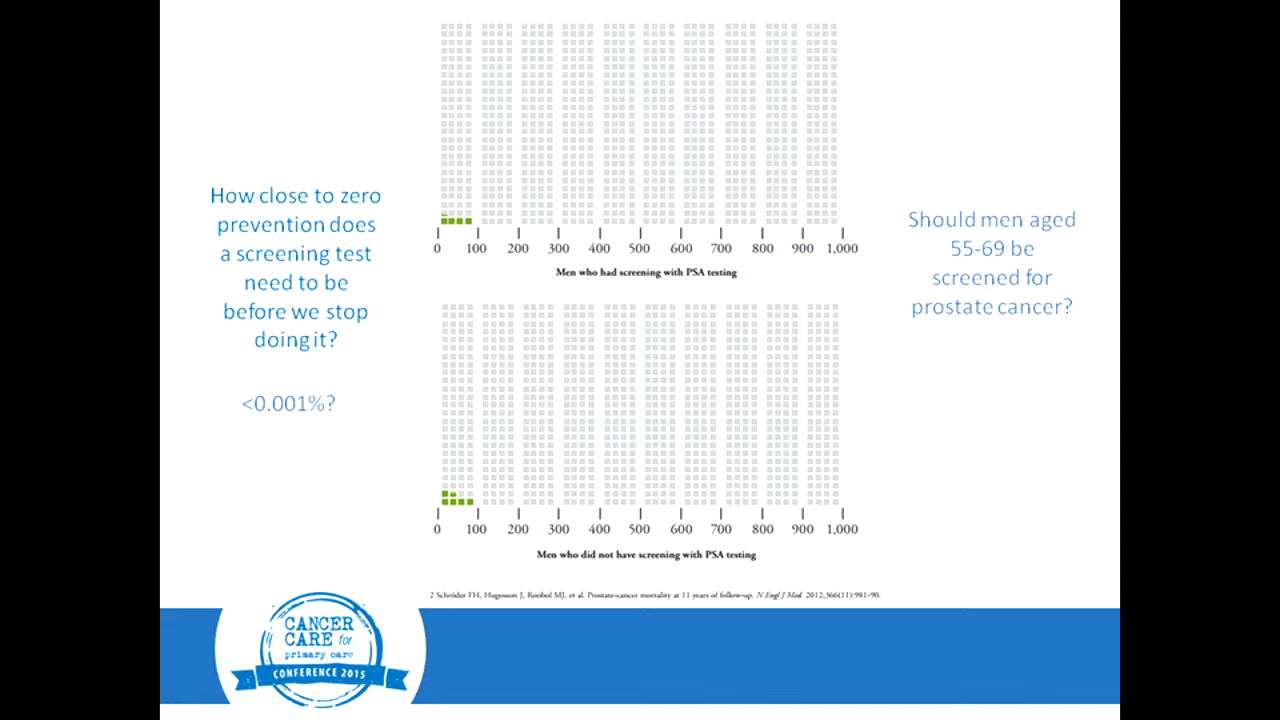 How close to zero
prevention does
a screening test
need to be
before we stop
doing it?
<0.001%?
0 100 200 300 400 500 600 700 800 900 1,000
Men who had screening with PSA testing
0 100 200 300 400 500 600 700 800 900 1,000
Men who did not have screening with PSA testing
Should men aged
55-69 be
screened for
prostate cancer?
2 Schröder FH, Hugosson J, Roobol MJ, et al. Prostate-cancer mortality at 11 years of follow-up. N Engl J Med. 2012;366(11):981-90.
CANCER
CARE for
primary care
CONFERENCE 2015